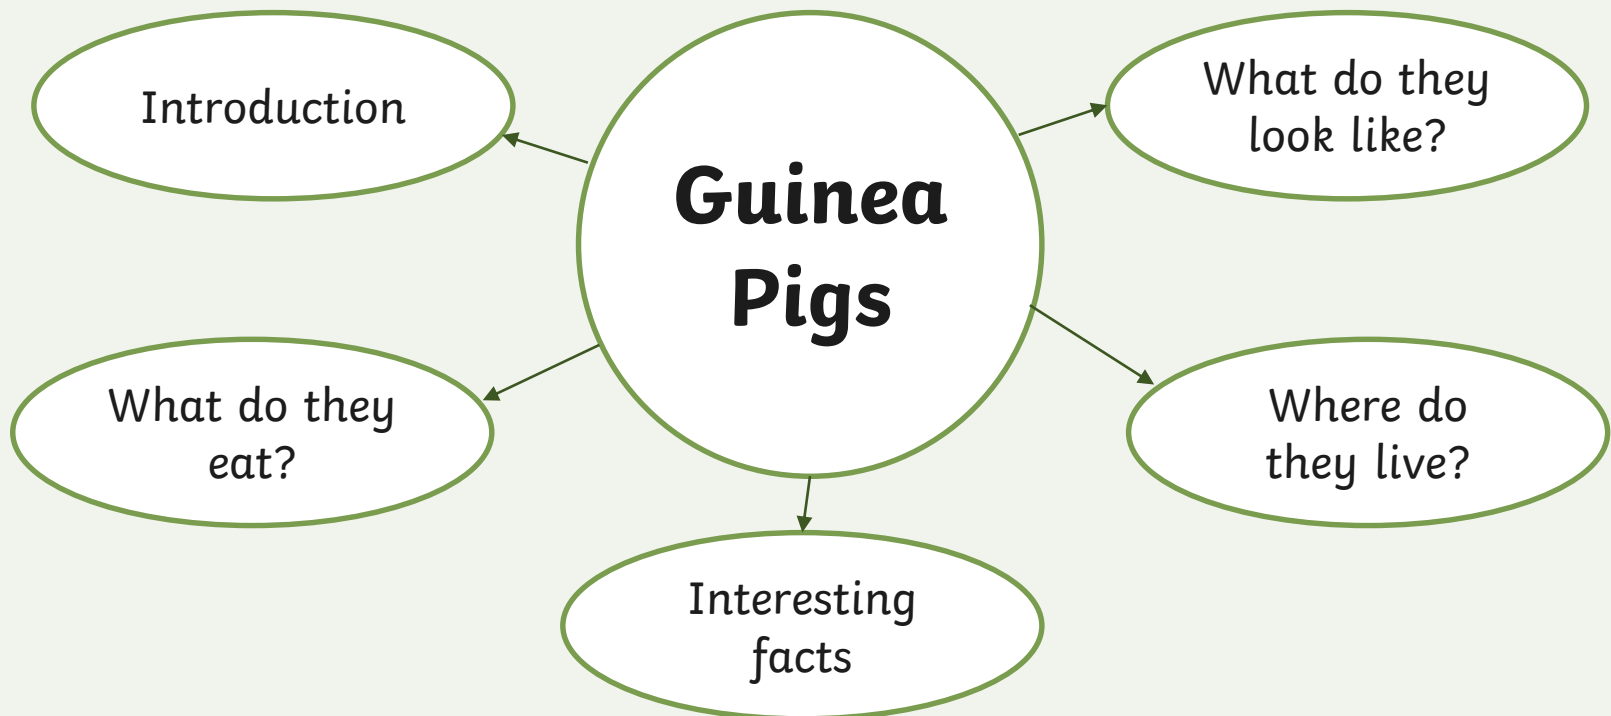 Introduction
Guinea
Pigs
What do they
look like?
What do they
eat?
Where do
they live?
Interesting
facts